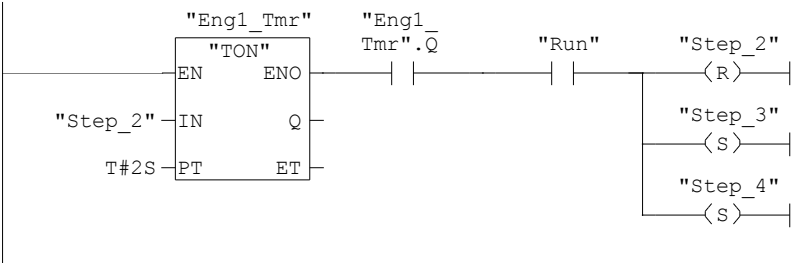 "Eng1_Tmr"
"Eng1_
Tmr".Q
"TON"
"Run"
"Step_2"
EN ENO
R
"Step_3"
"Step_2" IN Q
S
T#2S PT ET
"Step_4"
S